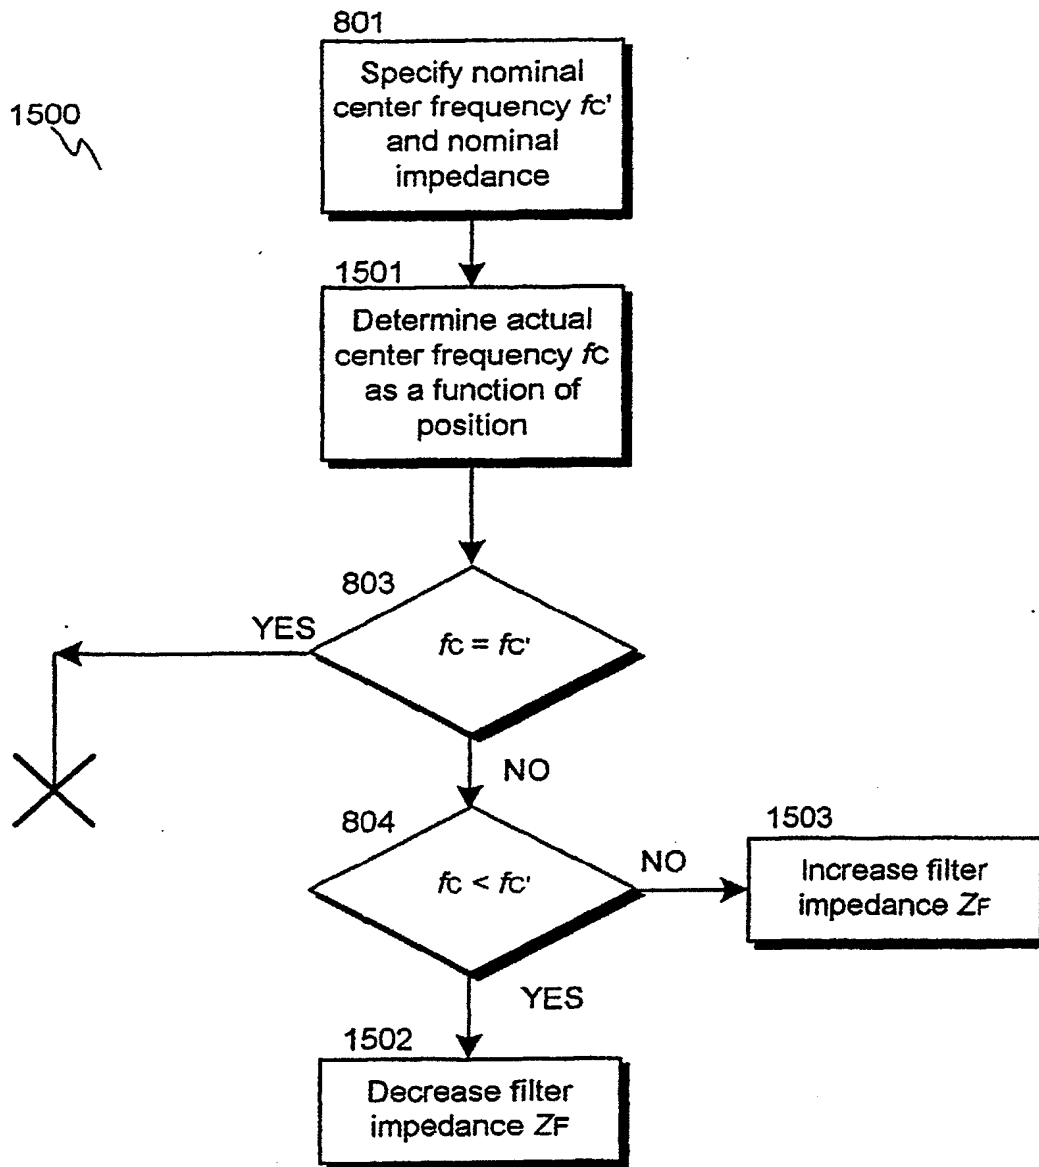 801
Specify nominal
center frequency fC'
and nominal
impedance
1500
1501
Determine actual
center frequency fC
as a function of
position
803
YES
fC = fC'
NO
804
fC < fC'
NO
1503
Increase filter
impedance ZF
YES
1502
Decrease filter
impedance ZF